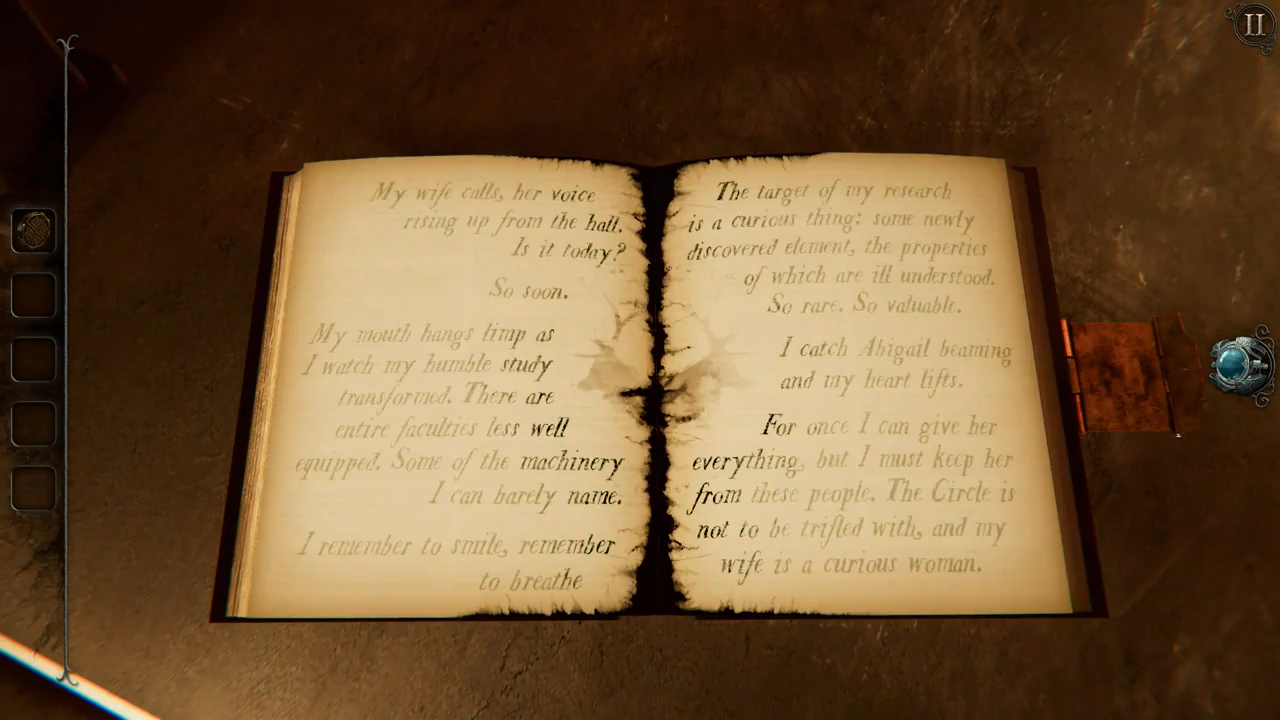 My wife calls, her voice
rising up from the hall.
Is it today?
So soon.
My mouth hangs limp as
I watch my humble study
transformed. There are
entire faculties less well
equipped. Some of the machinery
I can barely name.
I remember to smile, remember
to breathe
The target of my research
is a curious thing: some newly
discovered element, the properties
of which are ill understood.
So rare. So valuable.
I catch Abigail beaming
and my heart lifts.
For once I can give her
everything, but I must keep her
from these people. The Circle is
not to be trifled with, and my
wife is a curious woman.